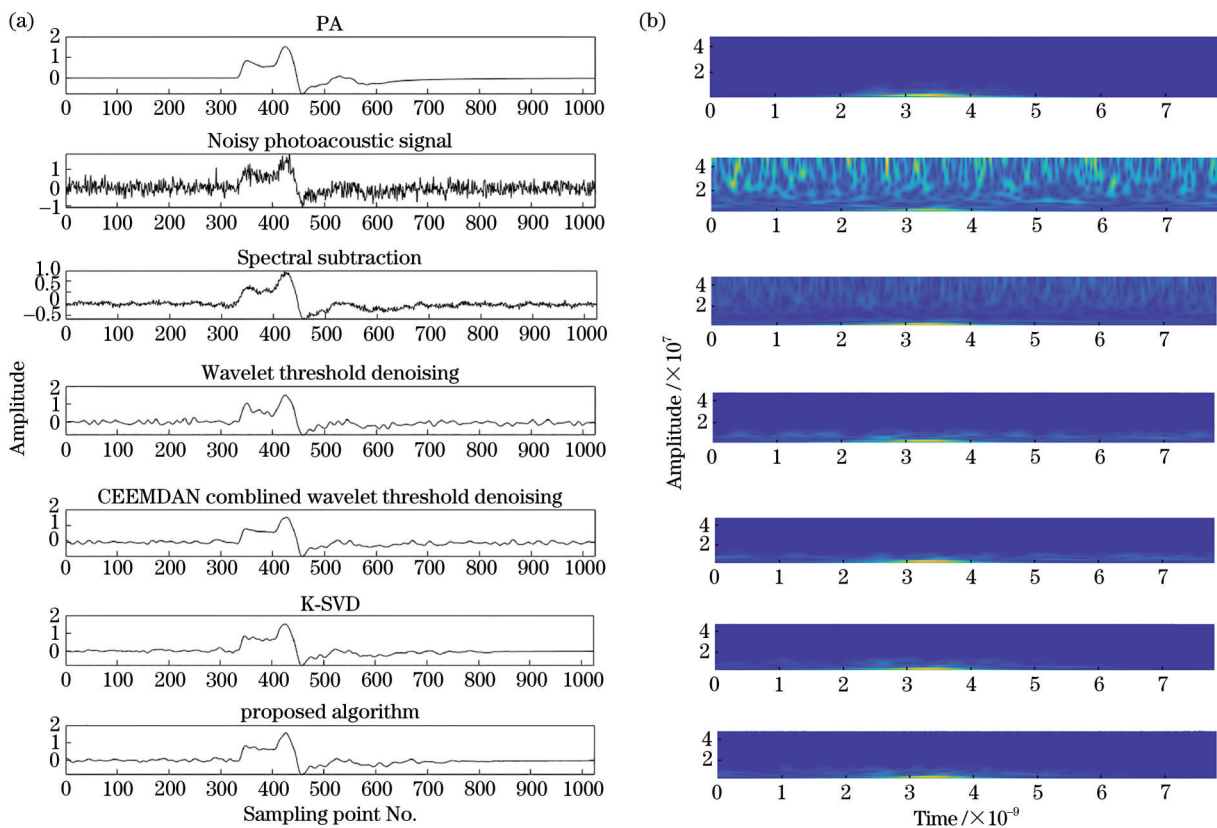 (a)
PA
2
1
0
0 100 200 300 400 500 600 700 800 900 1000
Noisy photoacoustic signal
1
0
−1
0 100 200 300 400 500 600 700 800 900 1000
Spectral subtraction
1.0
0.5
0
−0.5
0 100 200 300 400 500 600 700 800 900 1000
Wavelet threshold denoising
2
1
0
0 100 200 300 400 500 600 700 800 900 1000
CEEMDAN combined wavelet threshold denoising
2
1
0
0 100 200 300 400 500 600 700 800 900 1000
K-SVD
2
1
0
0 100 200 300 400 500 600 700 800 900 1000
proposed algorithm
2
1
0
0 100 200 300 400 500 600 700 800 900 1000
Sampling point No.
Amplitude
(b)
4
2
0 1 2 3 4 5 6 7
4
2
0 1 2 3 4 5 6 7
4
2
0 1 2 3 4 5 6 7
4
2
0 1 2 3 4 5 6 7
4
2
0 1 2 3 4 5 6 7
4
2
0 1 2 3 4 5 6 7
4
2
0 1 2 3 4 5 6 7
Time /×10⁻⁹
Amplitude /×10⁷